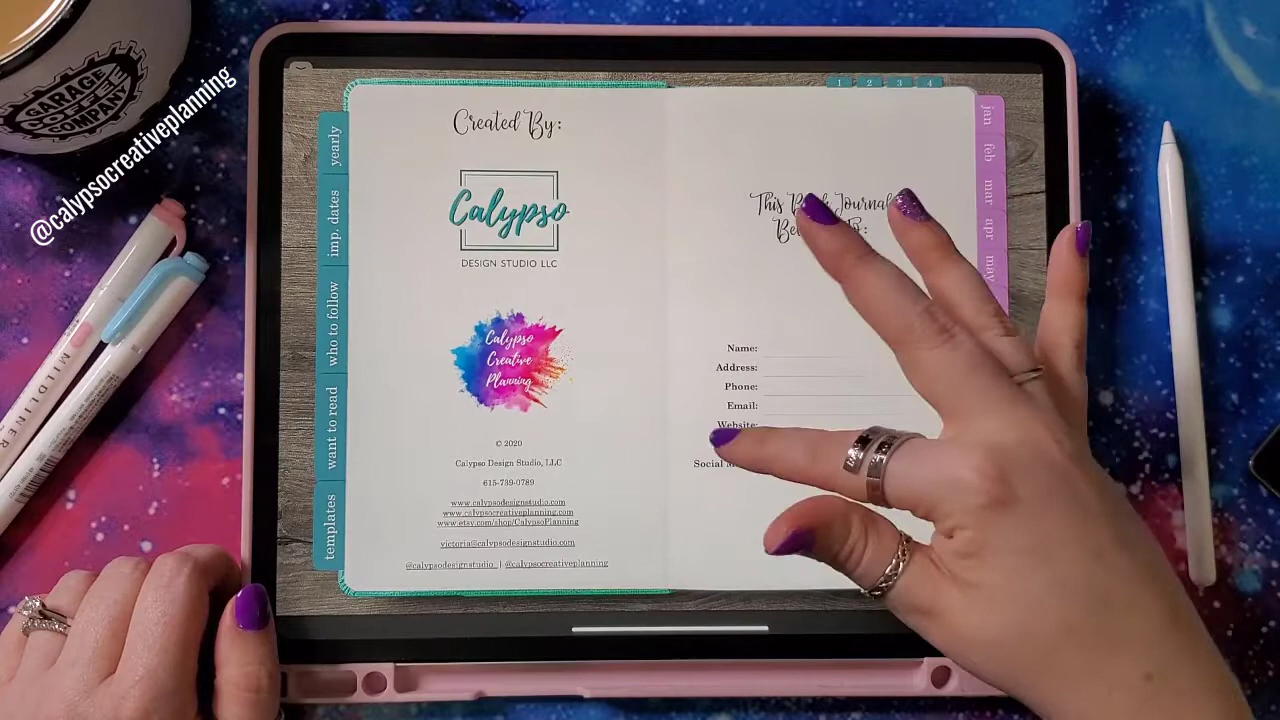 GARAGE
COFFEE
COMPANY
@calypsocreativeplanning
MILDLINER
yearly
imp. dates
who to follow
want to read
templates
Created By:
Calypso
DESIGN STUDIO LLC
Calypso
Creative
Planning
© 2020
Calypso Design Studio, LLC
615-739-0789
www.calypsodesignstudio.com
www.calypsocreativeplanning.com
www.etsy.com/shop/CalypsoPlanning
victoria@calypsodesignstudio.com
@calypsodesignstudio | @calypsocreativeplanning
1 2 3 4
This Journal
Name:
Address:
Phone:
Email:
Website:
Social
jan
feb
mar
apr
may